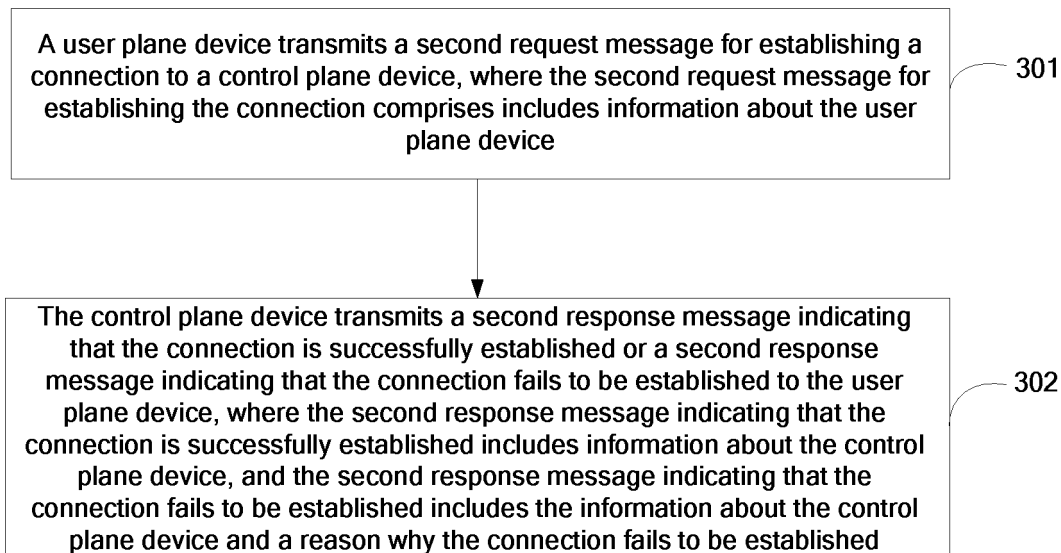 A user plane device transmits a second request message for establishing a
connection to a control plane device, where the second request message for
establishing the connection comprises includes information about the user
plane device
301
The control plane device transmits a second response message indicating
that the connection is successfully established or a second response
message indicating that the connection fails to be established to the user
plane device, where the second response message indicating that the
connection is successfully established includes information about the control
plane device, and the second response message indicating that the
connection fails to be established includes the information about the control
plane device and a reason why the connection fails to be established
302